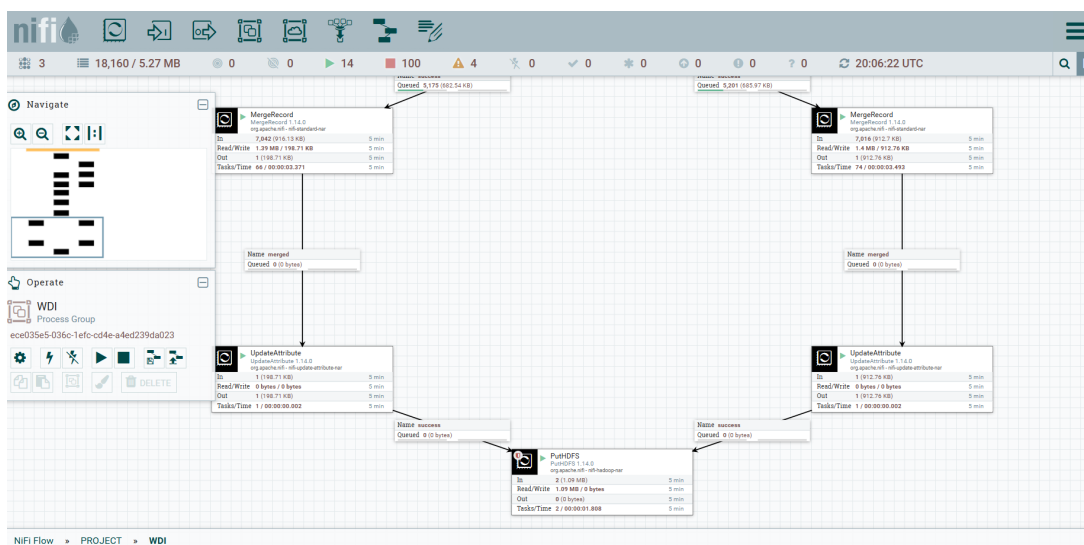 nifi
3
18,160 / 5.27 MB
0
0
14
100
4
0
0
0
0
0
0
20:06:22 UTC
Navigate
Operate
WDI
Process Group
ece035e5-036c-1efc-cd4e-a4ed239da023
DELETE
Name success
Queued 5,175 (682.54 KB)
Name success
Queued 5,201 (685.97 KB)
MergeRecord
MergeRecord 1.14.0
org.apache.nifi - nifi-standard-nar
In 7,042 (916.13 KB) 5 min
Read/Write 1.39 MB / 198.71 KB 5 min
Out 1 (198.71 KB) 5 min
Tasks/Time 66 / 00:00:03.371 5 min
MergeRecord
MergeRecord 1.14.0
org.apache.nifi - nifi-standard-nar
In 7,016 (912.7 KB) 5 min
Read/Write 1.4 MB / 912.76 KB 5 min
Out 1 (912.76 KB) 5 min
Tasks/Time 74 / 00:00:03.493 5 min
Name merged
Queued 0 (0 bytes)
Name merged
Queued 0 (0 bytes)
UpdateAttribute
UpdateAttribute 1.14.0
org.apache.nifi - nifi-update-attribute-nar
In 1 (198.71 KB) 5 min
Read/Write 0 bytes / 0 bytes 5 min
Out 1 (198.71 KB) 5 min
Tasks/Time 1 / 00:00:00.002 5 min
UpdateAttribute
UpdateAttribute 1.14.0
org.apache.nifi - nifi-update-attribute-nar
In 1 (912.76 KB) 5 min
Read/Write 0 bytes / 0 bytes 5 min
Out 1 (912.76 KB) 5 min
Tasks/Time 1 / 00:00:00.002 5 min
Name success
Queued 0 (0 bytes)
Name success
Queued 0 (0 bytes)
PutHDFS
PutHDFS 1.14.0
org.apache.nifi - nifi-hadoop-nar
In 2 (1.09 MB) 5 min
Read/Write 1.09 MB / 0 bytes 5 min
Out 0 (0 bytes) 5 min
Tasks/Time 2 / 00:00:01.808 5 min
NiFi Flow » PROJECT » WDI